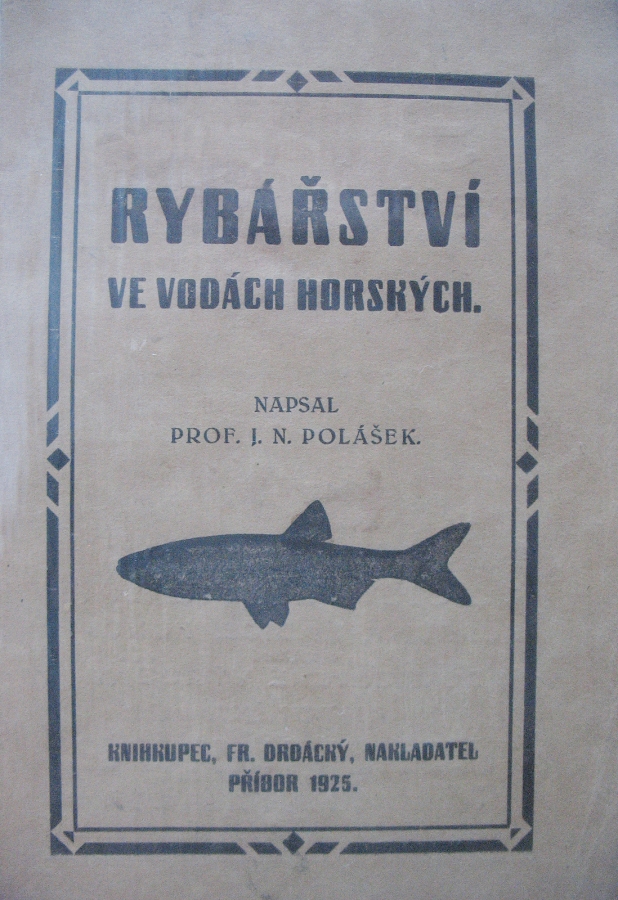 RYBÁŘSTVÍ
VE VODÁCH HORSKÝCH.
NAPSAL
PROF. J. N. POLÁŠEK.
KNIHKUPEC, FR. DRDÁCKÝ, NAKLADATEL
PŘÍBOR 1925.